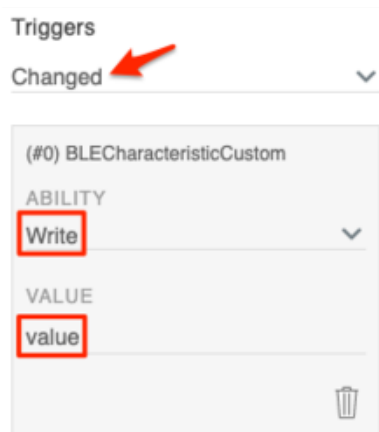 Triggers
Changed
(#0) BLECharacteristicCustom
ABILITY
Write
VALUE
value